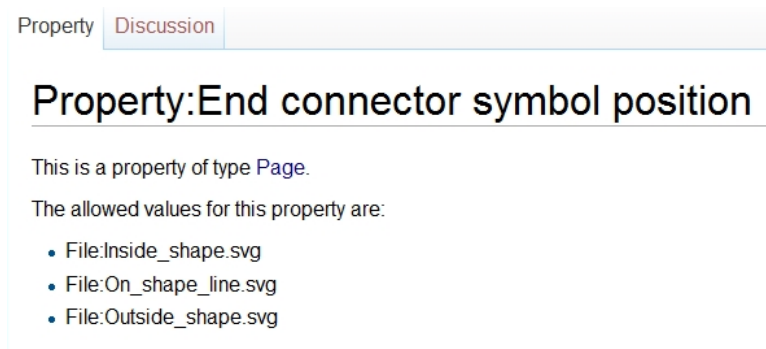 Property Discussion
Property:End connector symbol position
This is a property of type Page.
The allowed values for this property are:
• File:Inside_shape.svg
• File:On_shape_line.svg
• File:Outside_shape.svg